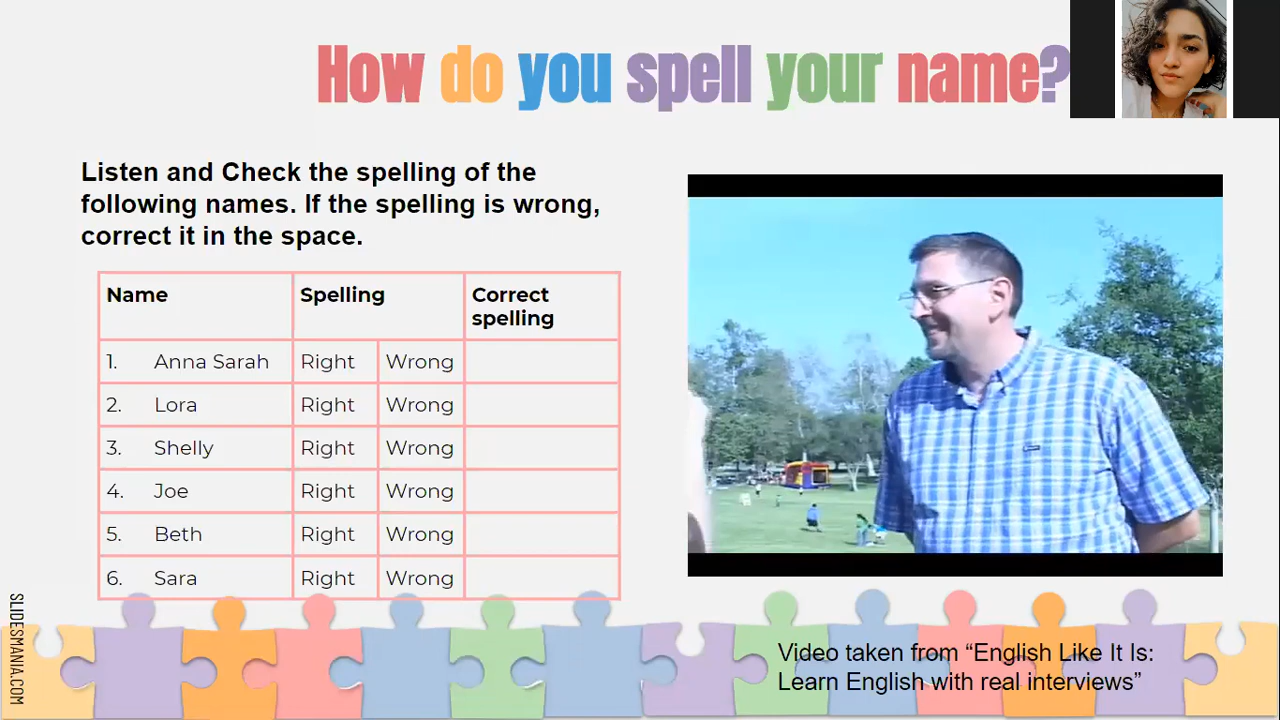 How do you spell your name?
Listen and Check the spelling of the
following names. If the spelling is wrong,
correct it in the space.
Name Spelling Correct
spelling
1. Anna Sarah Right Wrong
2. Lora Right Wrong
3. Shelly Right Wrong
4. Joe Right Wrong
5. Beth Right Wrong
6. Sara Right Wrong
SLIDESMANIA.COM
Video taken from “English Like It Is:
Learn English with real interviews”